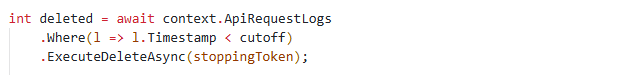 int deleted = await context.ApiRequestLogs
    .Where(l => l.Timestamp < cutoff)
    .ExecuteDeleteAsync(stoppingToken);